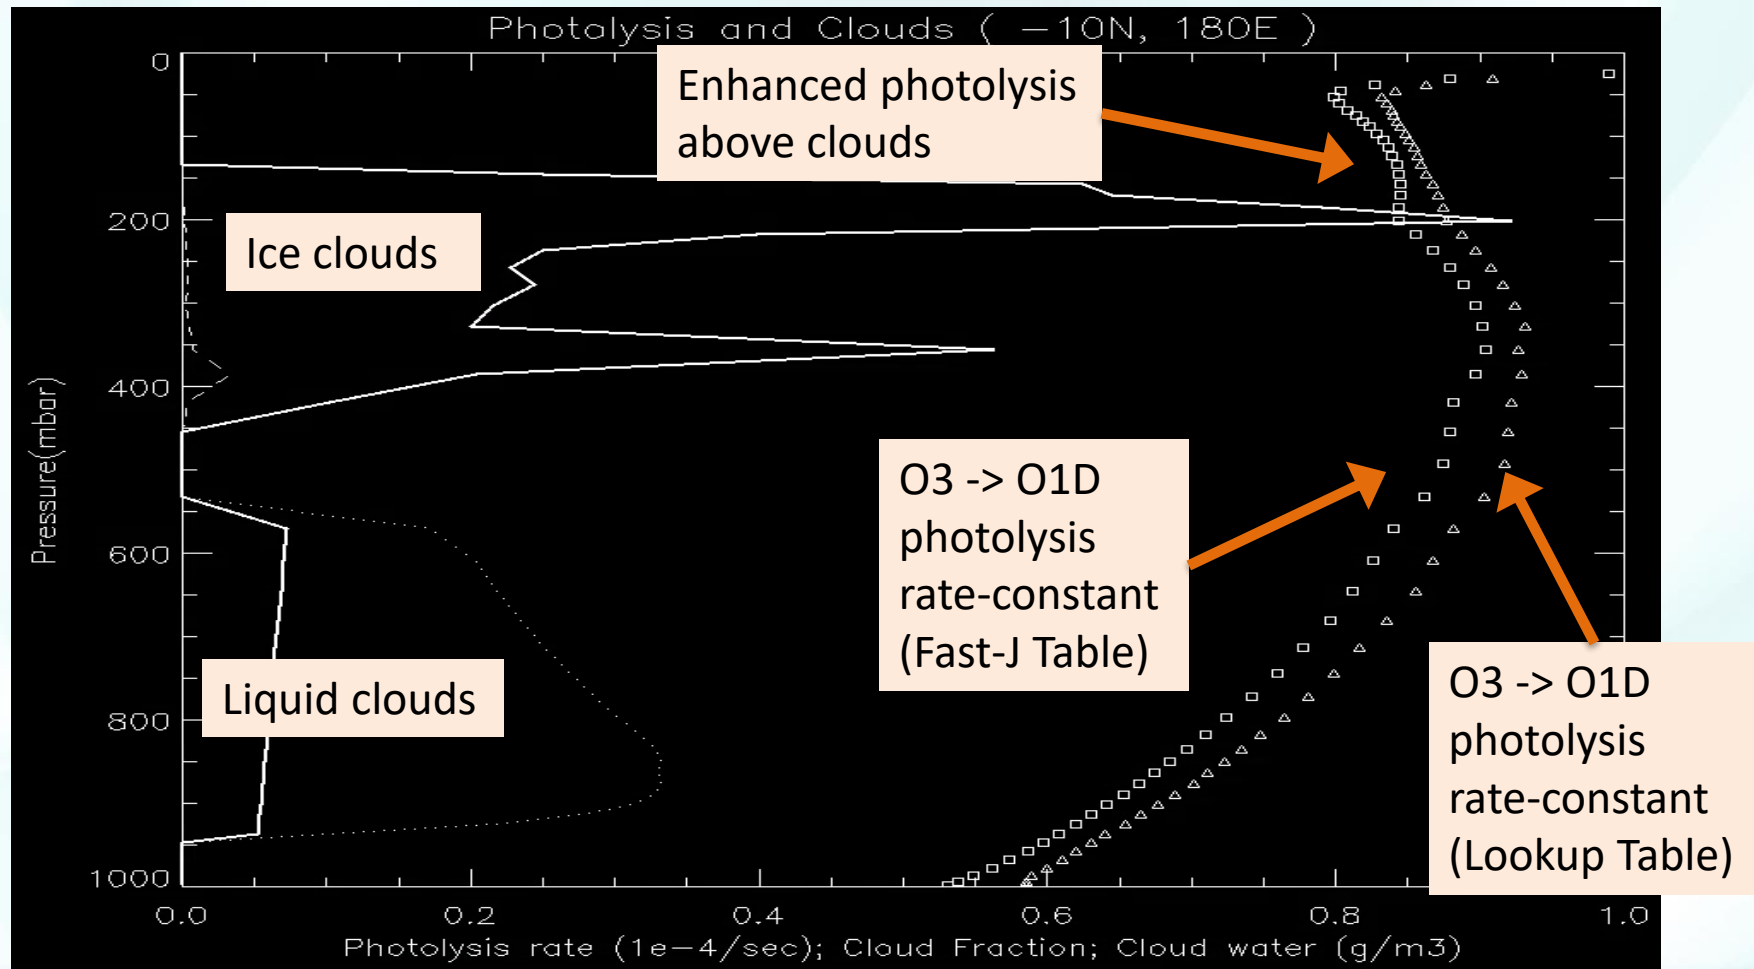 Photolysis and Clouds ( −10N, 180E )
Enhanced photolysis
above clouds
Ice clouds
O3 -> O1D
photolysis
rate-constant
(Fast-J Table)
Liquid clouds
O3 -> O1D
photolysis
rate-constant
(Lookup Table)
Pressure(mbar)
0
200
400
600
800
1000
0.0 0.2 0.4 0.6 0.8 1.0
Photolysis rate (1e−4/sec); Cloud Fraction; Cloud water (g/m3)